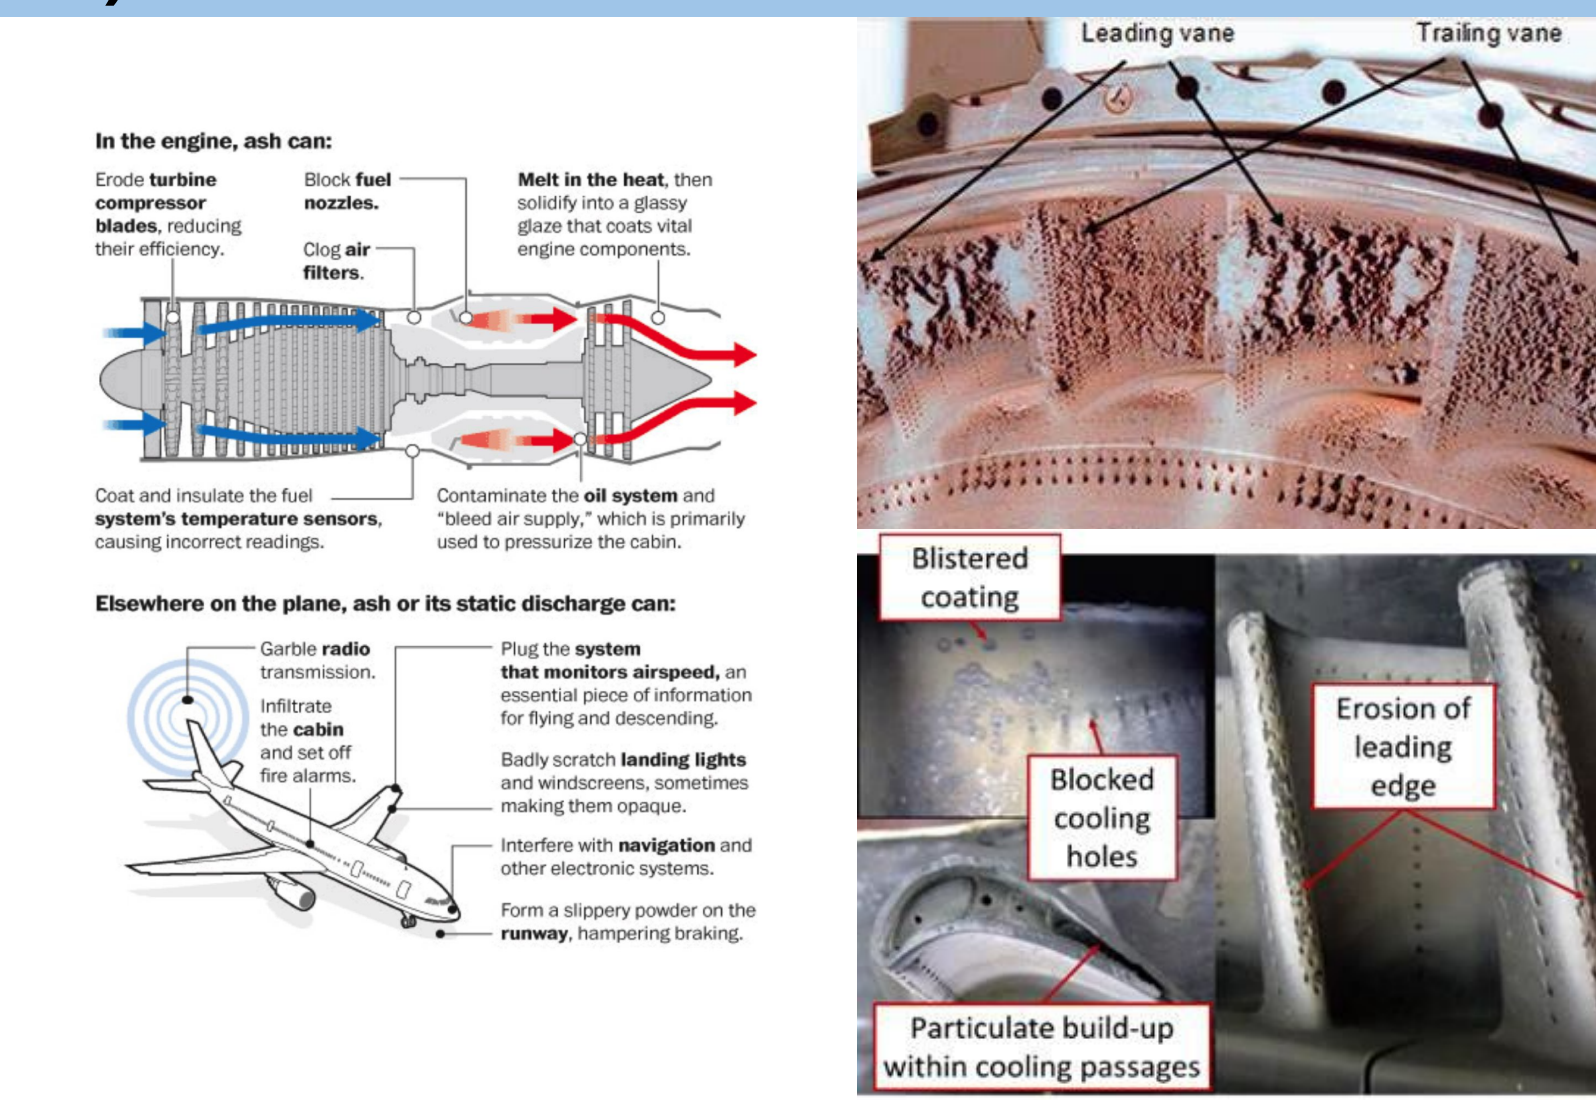 In the engine, ash can:
Erode turbine
compressor
blades, reducing
their efficiency.
Block fuel
nozzles.
Clog air
filters.
Melt in the heat, then
solidify into a glassy
glaze that coats vital
engine components.
Coat and insulate the fuel
system's temperature sensors,
causing incorrect readings.
Contaminate the oil system and
“bleed air supply,” which is primarily
used to pressurize the cabin.
Elsewhere on the plane, ash or its static discharge can:
Garble radio
transmission.
Infiltrate
the cabin
and set off
fire alarms.
Plug the system
that monitors airspeed, an
essential piece of information
for flying and descending.
Badly scratch landing lights
and windscreens, sometimes
making them opaque.
Interfere with navigation and
other electronic systems.
Form a slippery powder on the
runway, hampering braking.
Leading vane
Trailing vane
Blistered
coating
Blocked
cooling
holes
Erosion of
leading
edge
Particulate build-up
within cooling passages